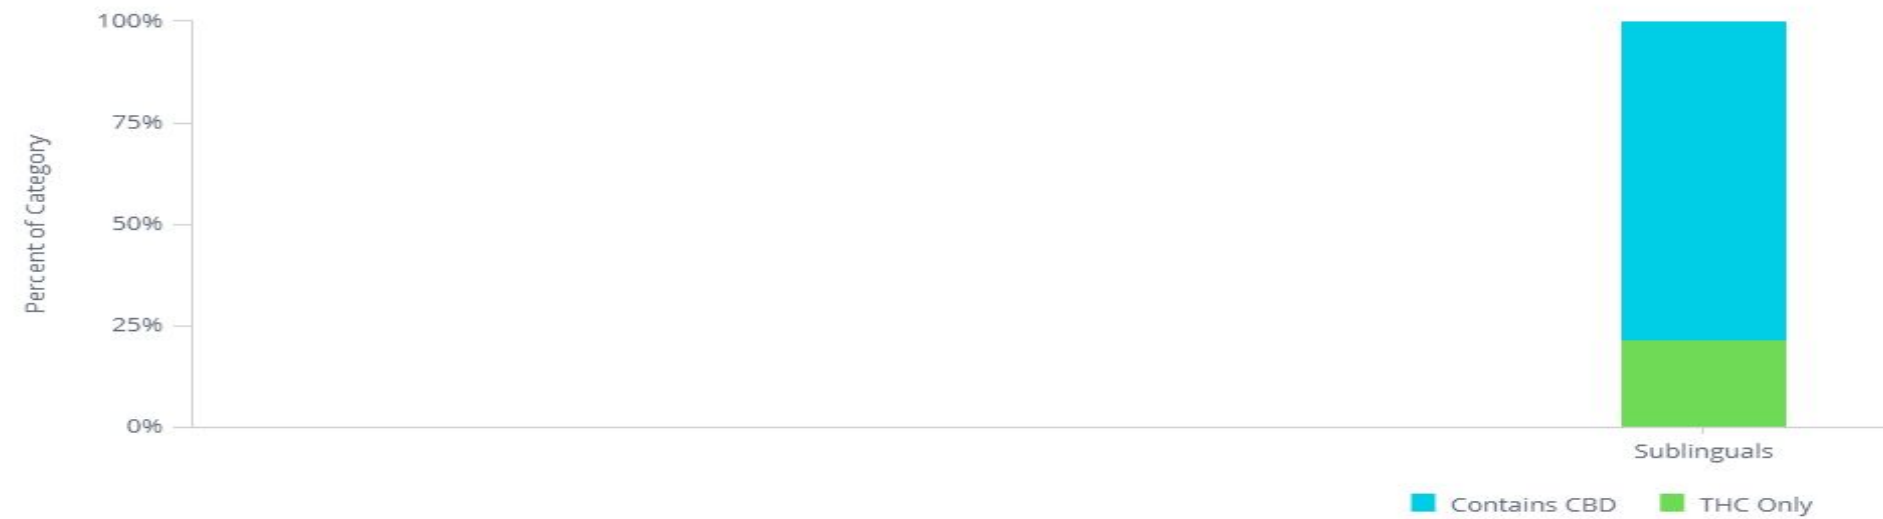 100%
75%
50%
25%
0%
Percent of Category
Sublinguals
Contains CBD THC Only